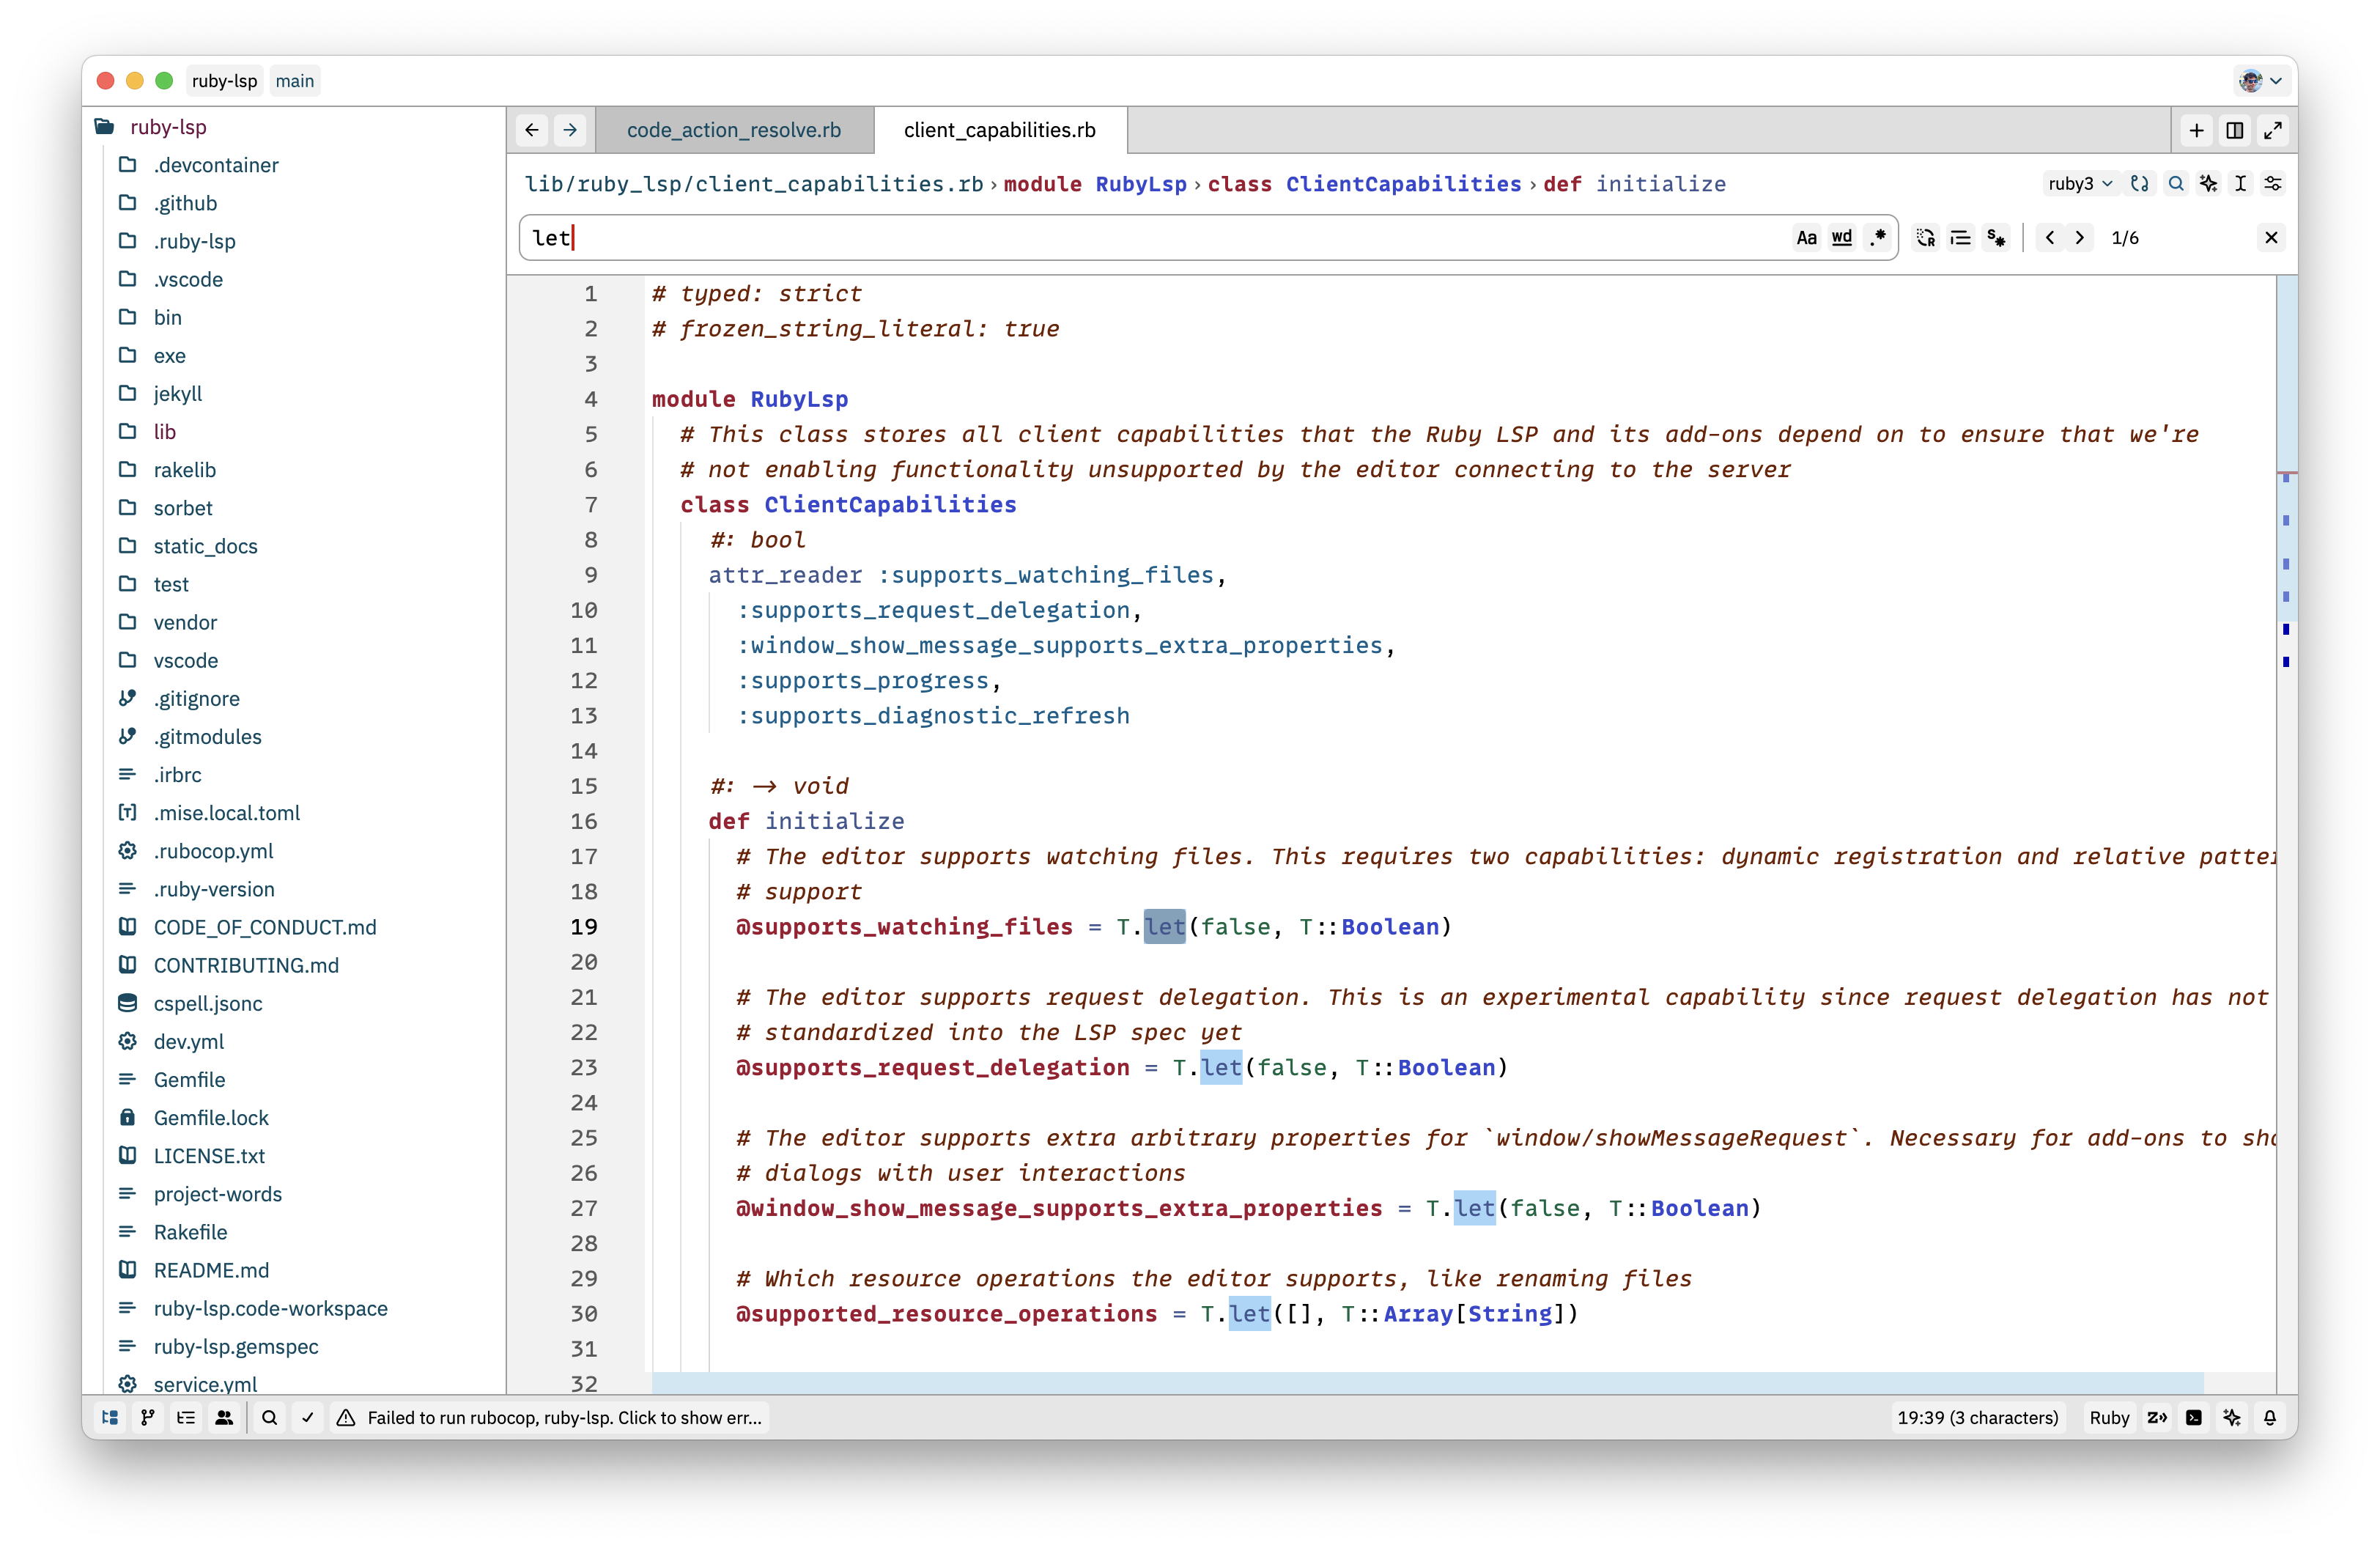 ruby-lsp main
ruby-lsp
.devcontainer
.github
.ruby-lsp
.vscode
bin
exe
jekyll
lib
rakelib
sorbet
static_docs
test
vendor
vscode
.gitignore
.gitmodules
.irbrc
.mise.local.toml
.rubocop.yml
.ruby-version
CODE_OF_CONDUCT.md
CONTRIBUTING.md
cspell.jsonc
dev.yml
Gemfile
Gemfile.lock
LICENSE.txt
project-words
Rakefile
README.md
ruby-lsp.code-workspace
ruby-lsp.gemspec
service.yml
code_action_resolve.rb client_capabilities.rb
lib/ruby_lsp/client_capabilities.rb › module RubyLsp › class ClientCapabilities › def initialize ruby3
let Aa wd .* 1/6
1 # typed: strict
2 # frozen_string_literal: true
3
4 module RubyLsp
5 # This class stores all client capabilities that the Ruby LSP and its add-ons depend on to ensure that we're
6 # not enabling functionality unsupported by the editor connecting to the server
7 class ClientCapabilities
8 #: bool
9 attr_reader :supports_watching_files,
10 :supports_request_delegation,
11 :window_show_message_supports_extra_properties,
12 :supports_progress,
13 :supports_diagnostic_refresh
14
15 #: -> void
16 def initialize
17 # The editor supports watching files. This requires two capabilities: dynamic registration and relative patter
18 # support
19 @supports_watching_files = T.let(false, T::Boolean)
20
21 # The editor supports request delegation. This is an experimental capability since request delegation has not
22 # standardized into the LSP spec yet
23 @supports_request_delegation = T.let(false, T::Boolean)
24
25 # The editor supports extra arbitrary properties for `window/showMessageRequest`. Necessary for add-ons to sho
26 # dialogs with user interactions
27 @window_show_message_supports_extra_properties = T.let(false, T::Boolean)
28
29 # Which resource operations the editor supports, like renaming files
30 @supported_resource_operations = T.let([], T::Array[String])
31
32
Failed to run rubocop, ruby-lsp. Click to show err... 19:39 (3 characters) Ruby